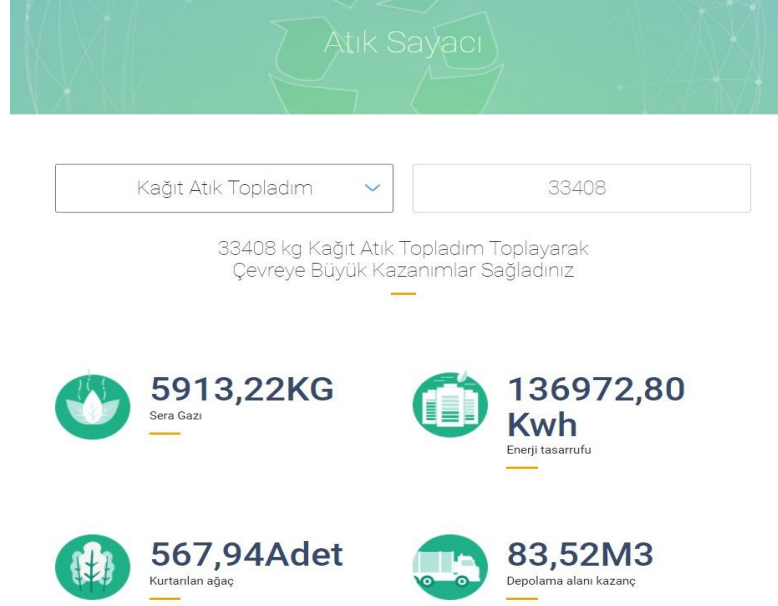 Atık Sayacı
Kağıt Atık Topladım
33408
33408 kg Kağıt Atık Topladım Toplayarak
Çevreye Büyük Kazanımlar Sağladınız
5913,22KG
Sera Gazı
136972,80
Kwh
Enerji tasarrufu
567,94Adet
Kurtarılan ağaç
83,52M3
Depolama alanı kazanç